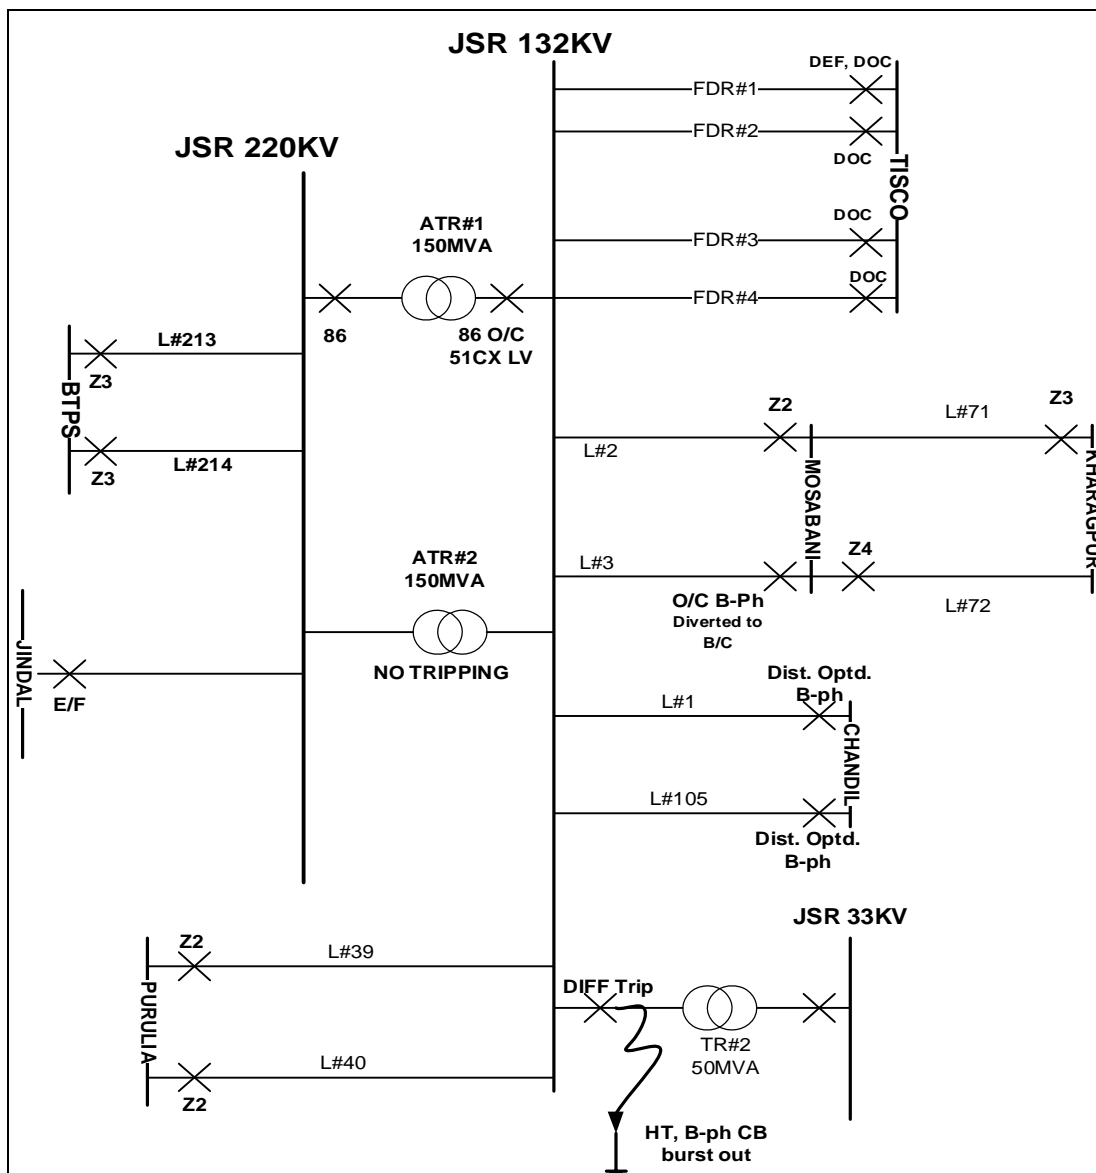 JSR 132KV
DEF, DOC
FDR#1
FDR#2
DOC
TISCO
JSR 220KV
ATR#1
150MVA
DOC
FDR#3
DOC
FDR#4
86
86 O/C
51CX LV
L#213
Z3
BTPS
L#214
Z3
Z2
L#71
Z3
L#2
MOSABANI
KHARAGPUR
ATR#2
150MVA
L#3
Z4
O/C B-Ph
Diverted to
B/C
L#72
NO TRIPPING
JINDAL
E/F
Dist. Optd.
B-ph
L#1
CHANDIL
L#105
Dist. Optd.
B-ph
JSR 33KV
Z2
L#39
PURULIA
DIFF Trip
TR#2
50MVA
L#40
Z2
HT, B-ph CB
burst out